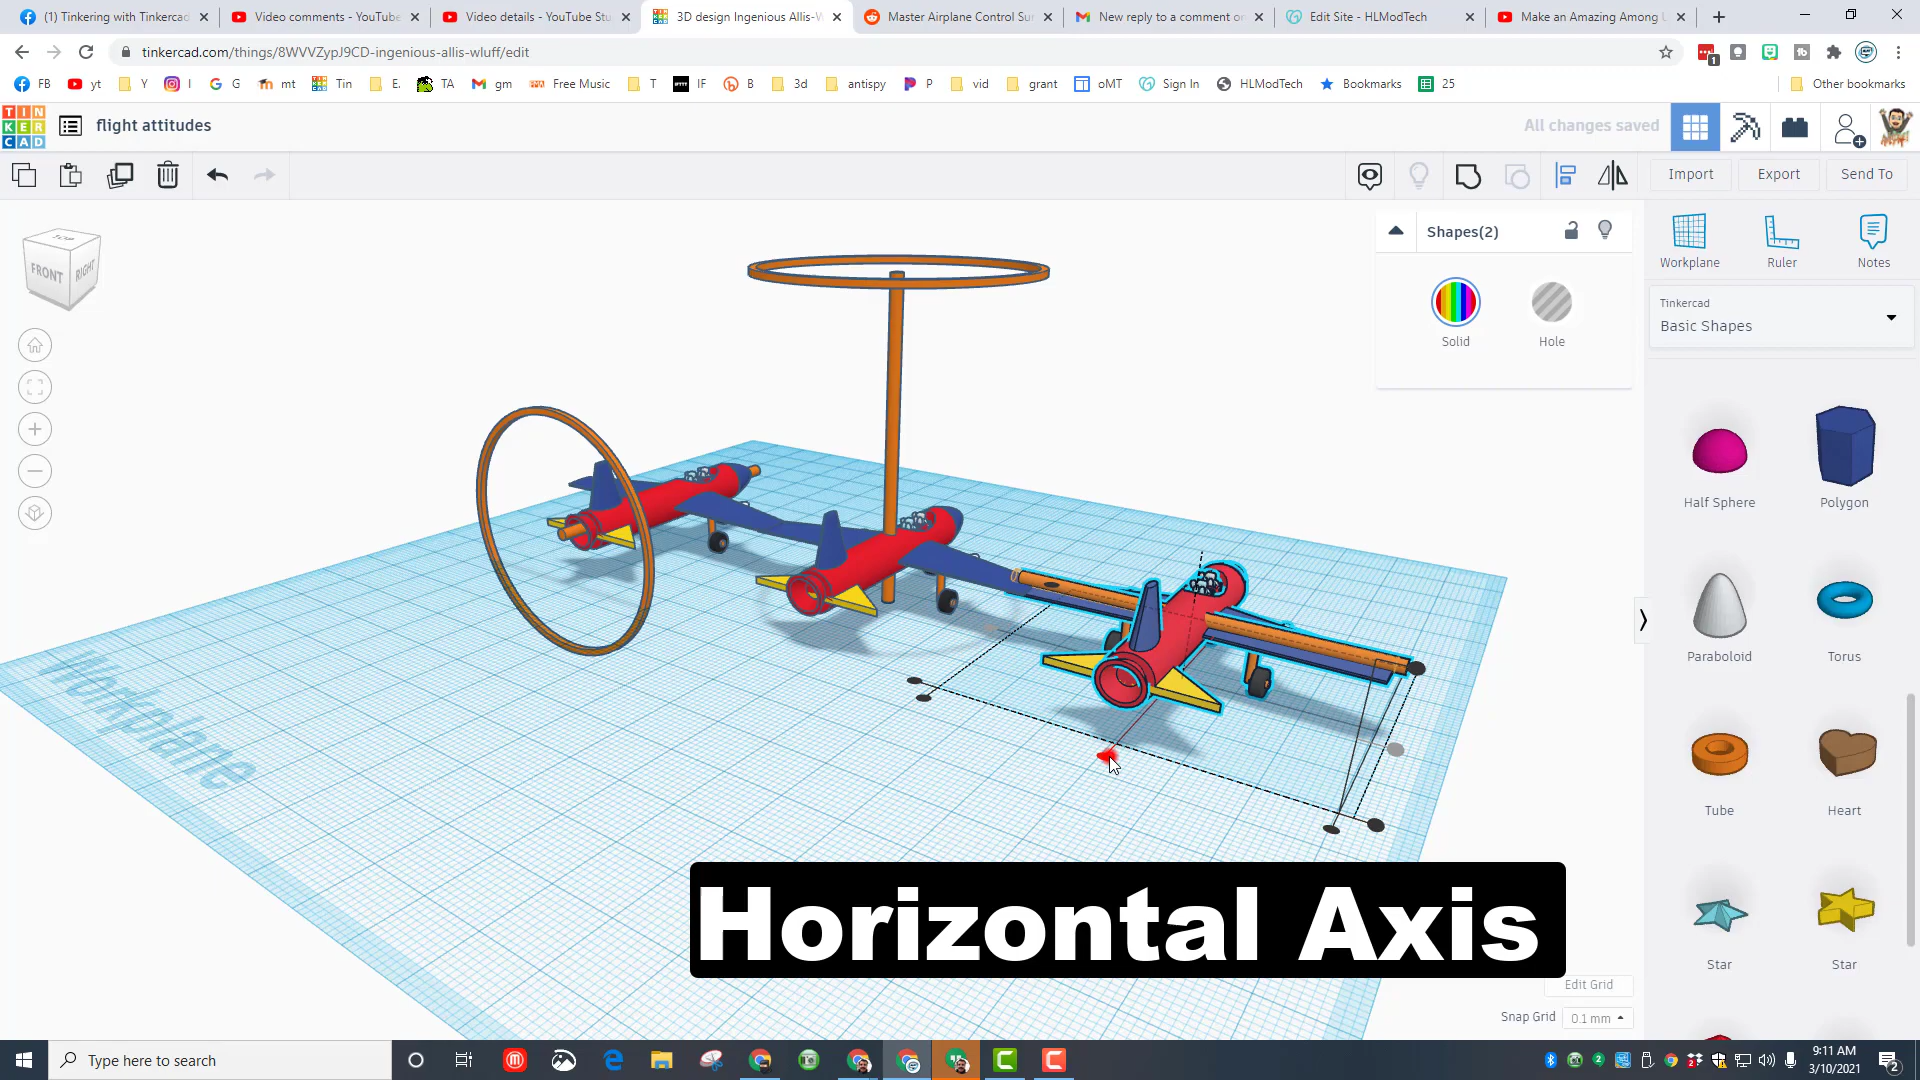 (1) Tinkering with Tinkercad
Video comments - YouTube
Video details - YouTube Stu
3D design Ingenious Allis-W
Master Airplane Control Sur
New reply to a comment on
Edit Site - HLModTech
Make an Amazing Among U
tinkercad.com/things/8WVVZypJ9CD-ingenious-allis-wluff/edit
1
FB
yt
Y
I
G
mt
Tin
E.
TA
gm
Free Music
T
IF
B
3d
antispy
P
vid
grant
oMT
Sign In
HLModTech
Bookmarks
25
Other bookmarks
TINKERCAD
flight attitudes
All changes saved
Import
Export
Send To
TOP
FRONT
RIGHT
Shapes(2)
Solid
Hole
Workplane
Ruler
Notes
Tinkercad
Basic Shapes
Half Sphere
Polygon
Paraboloid
Torus
Tube
Heart
Star
Star
Workplane
Horizontal Axis
Edit Grid
Snap Grid
0.1 mm
Type here to search
9:11 AM
3/10/2021
2